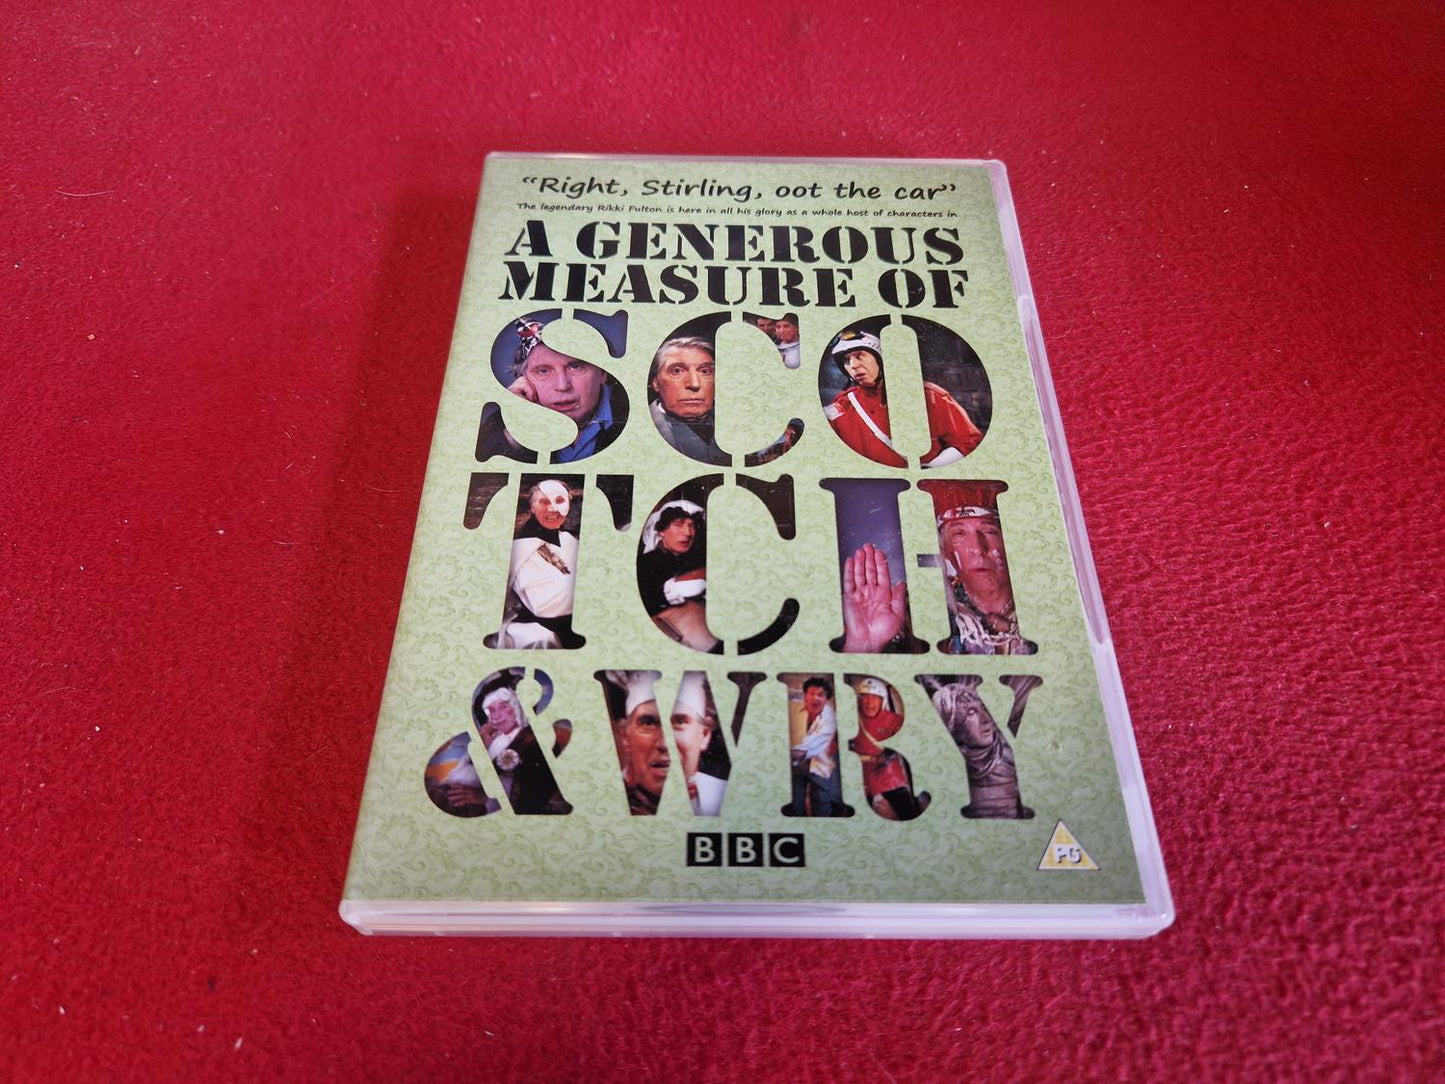 “Right, Stirling, oot the car”
The legendary Rikki Fulton is here in all his glory as a whole host of characters in
A GENEROUS
MEASURE OF
SCO
TCH
& WRY
BBC
PG